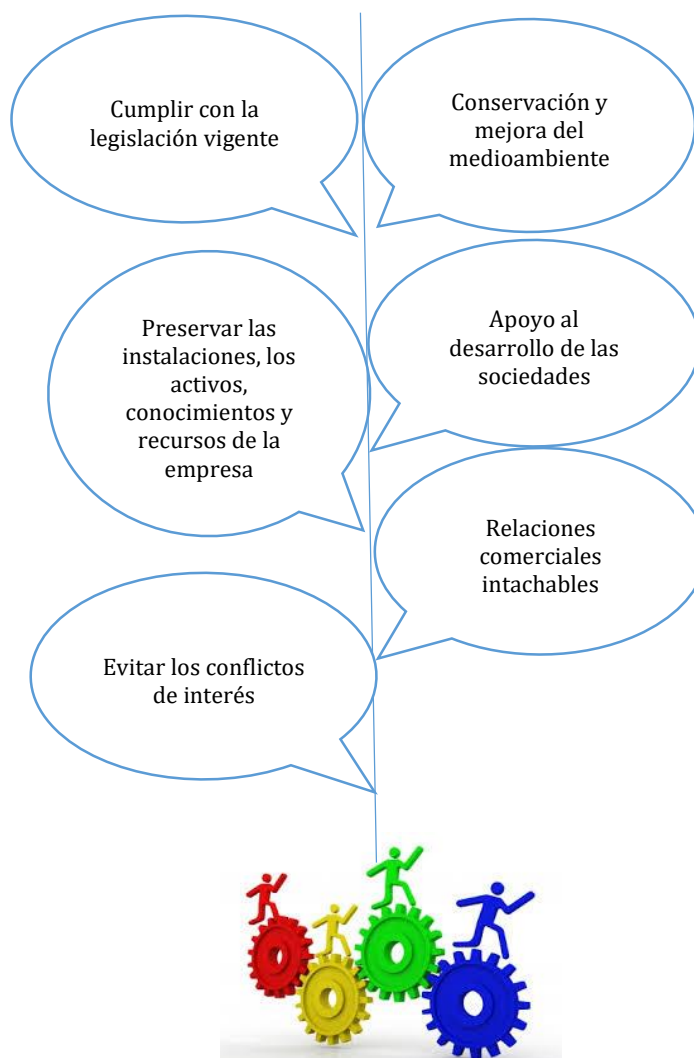 Cumplir con la
legislación vigente
Conservación y
mejora del
medioambiente
Preservar las
instalaciones, los
activos,
conocimientos y
recursos de la
empresa
Apoyo al
desarrollo de las
sociedades
Relaciones
comerciales
intachables
Evitar los conflictos
de interés